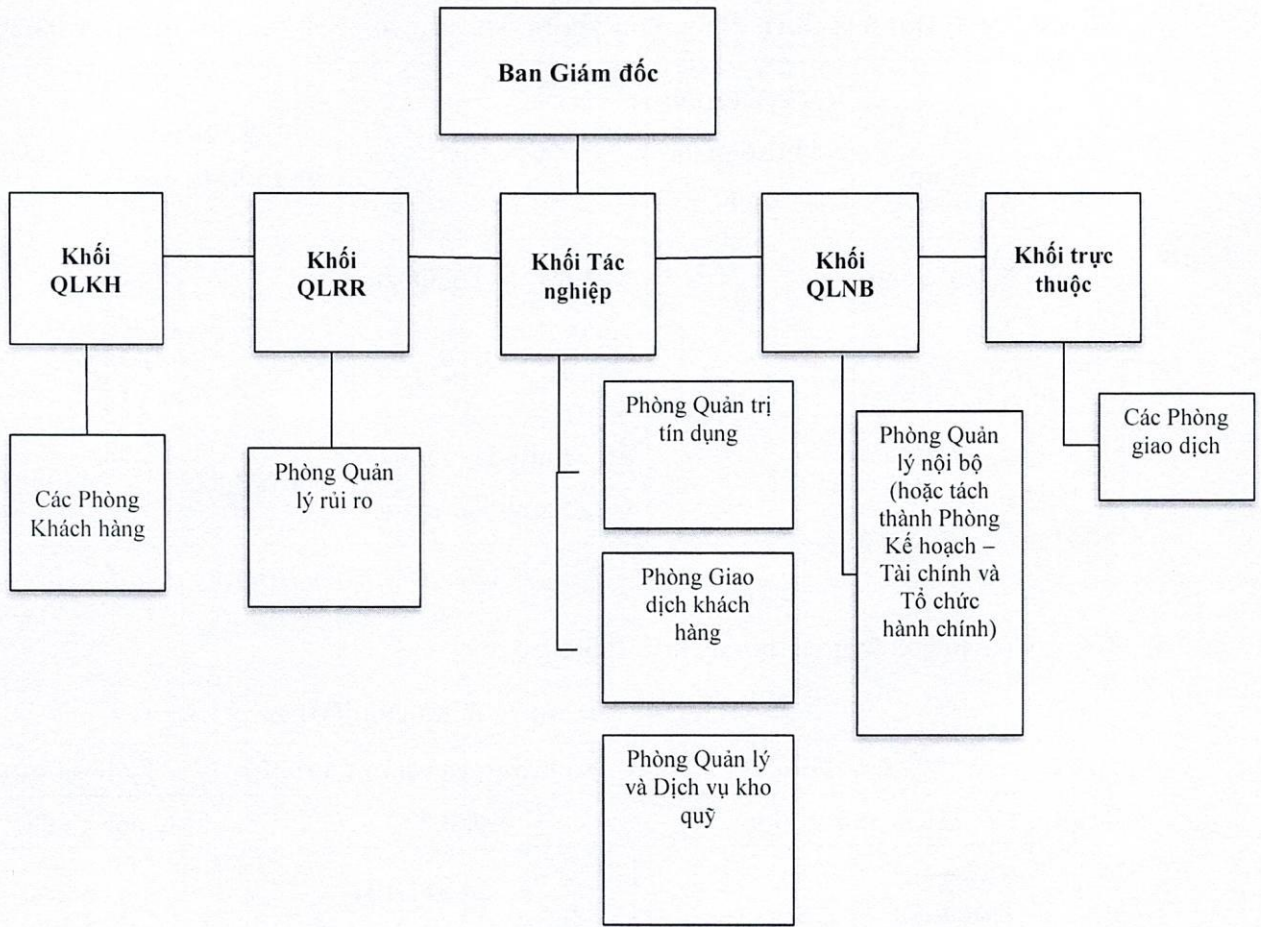 Ban Giám đốc
Khối
QLKH
Khối
QLRR
Khối Tác
nghiệp
Khối
QLNB
Khối trực
thuộc
Các Phòng
Khách hàng
Phòng Quản
lý rủi ro
Phòng Quản trị
tín dụng
Phòng Giao
dịch khách
hàng
Phòng Quản lý
và Dịch vụ kho
quỹ
Phòng Quản
lý nội bộ
(hoặc tách
thành Phòng
Kế hoạch –
Tài chính và
Tổ chức
hành chính)
Các Phòng
giao dịch